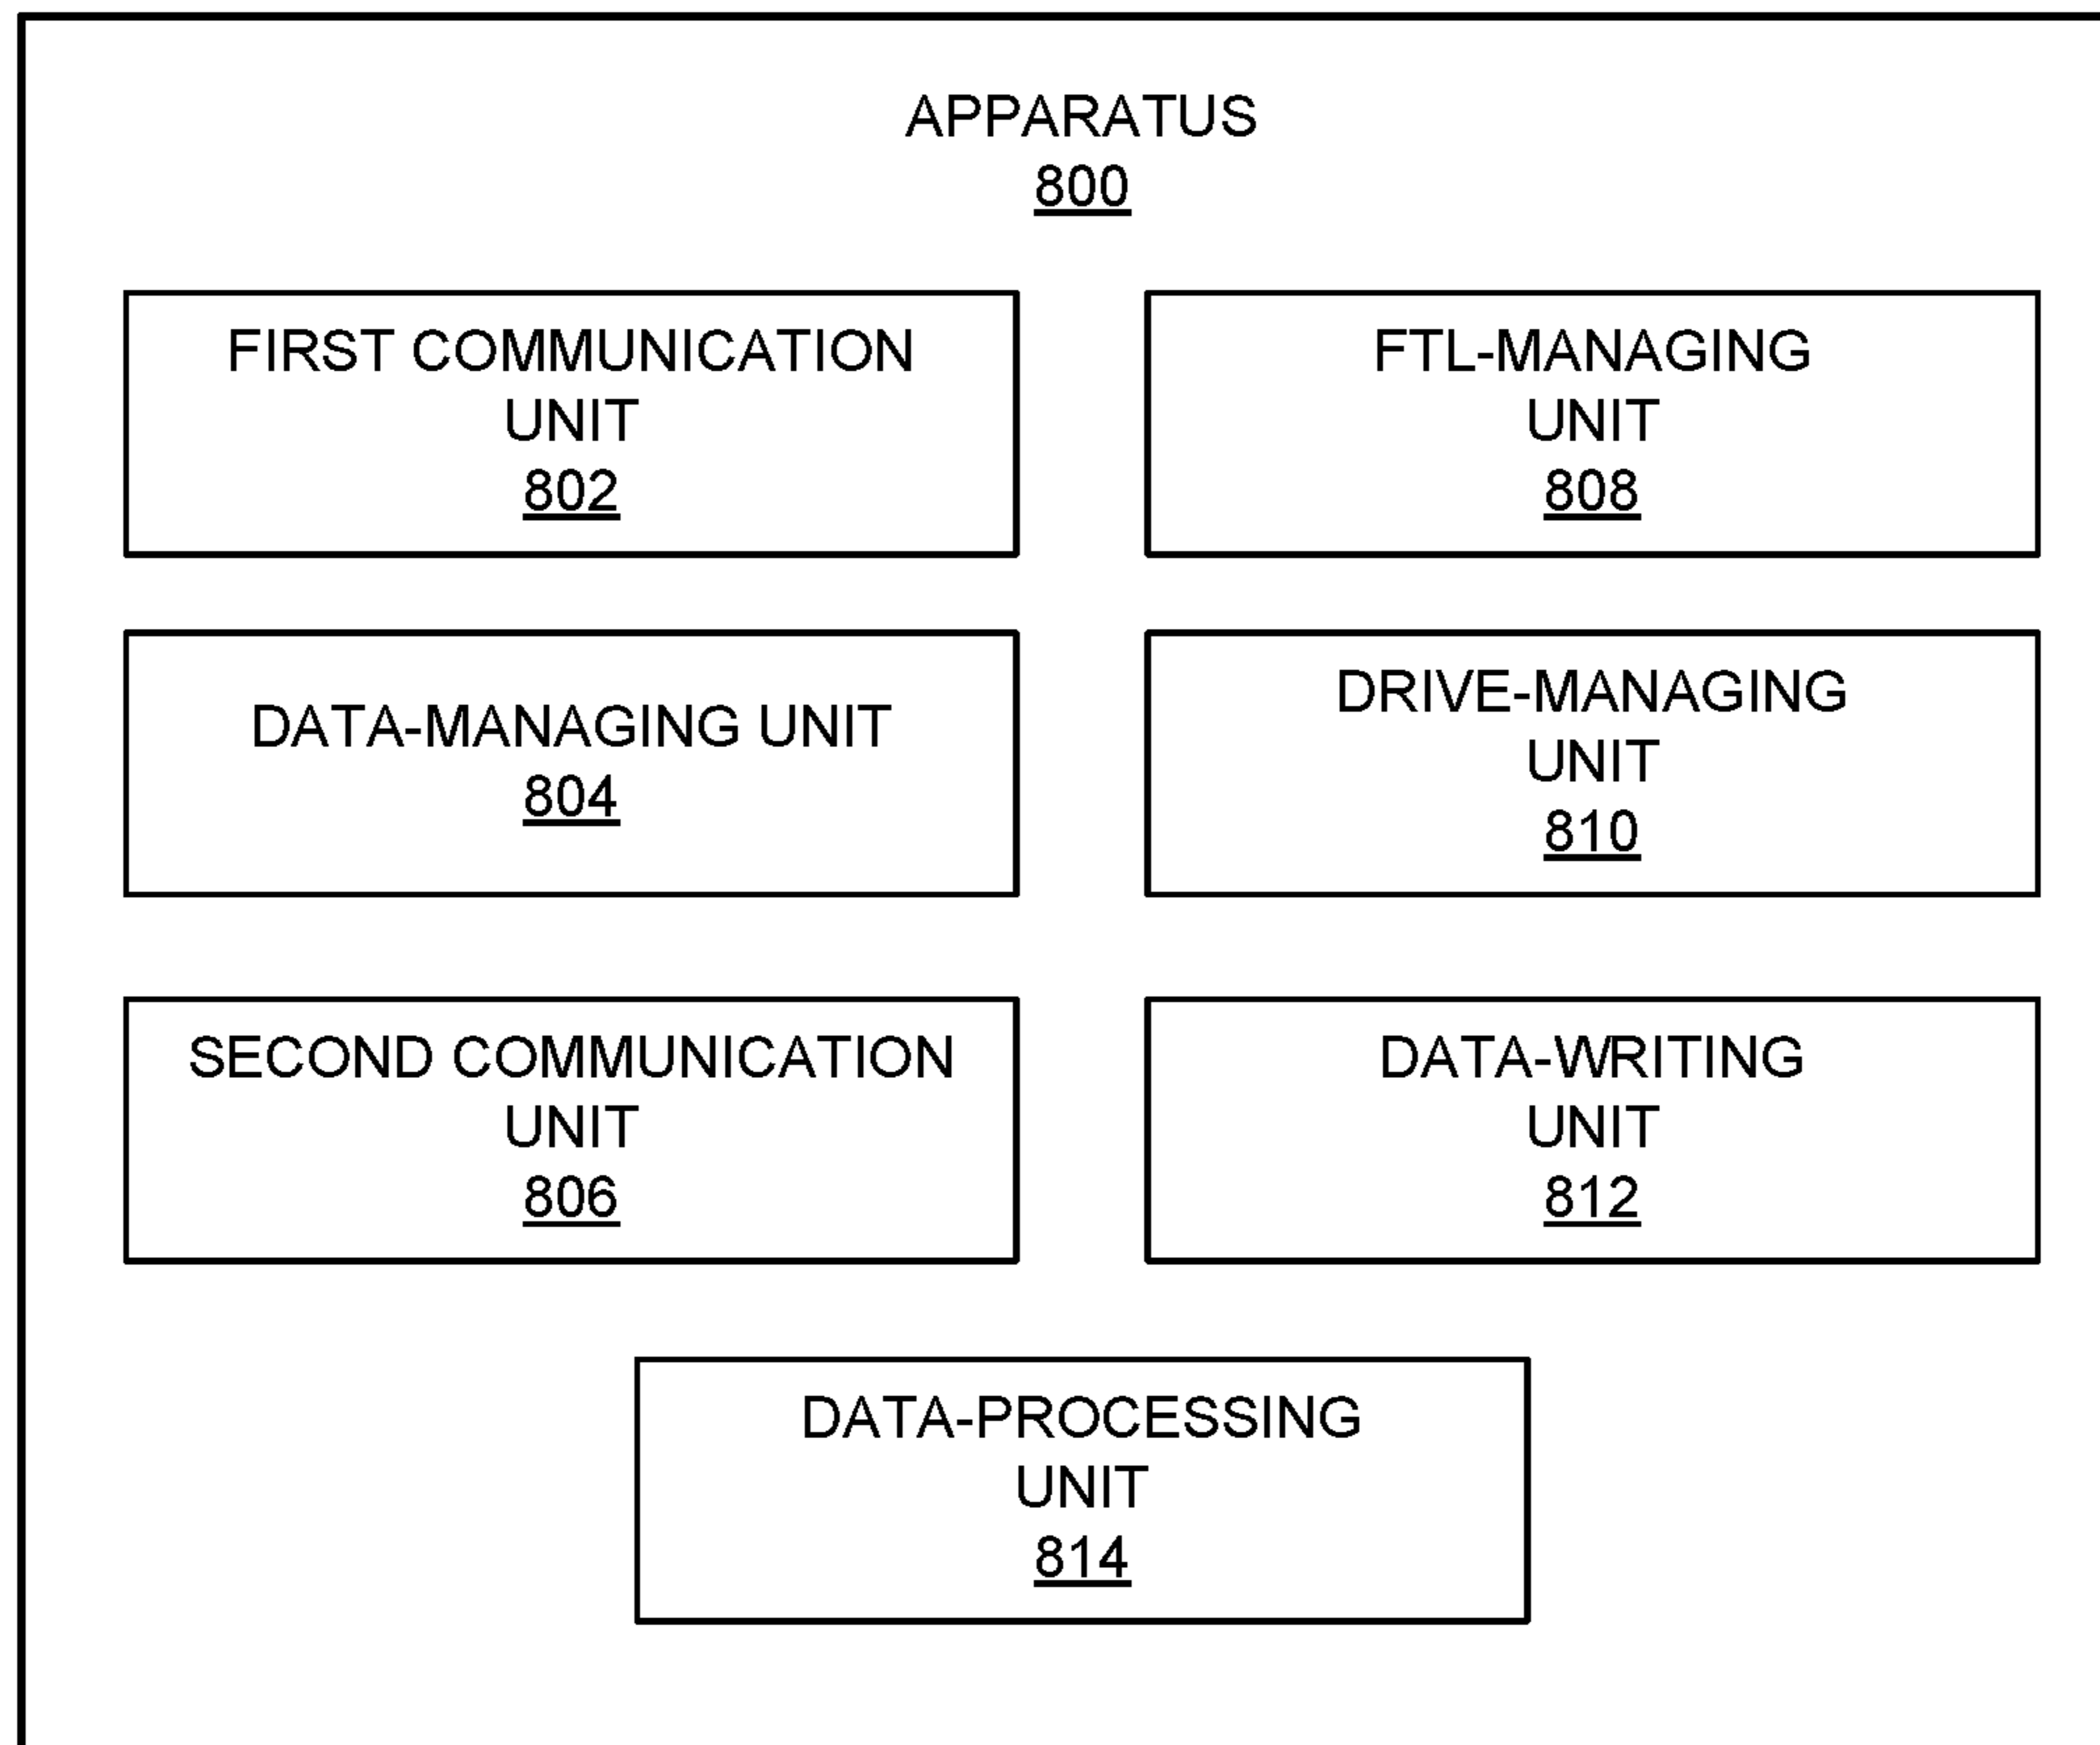 APPARATUS
800
FIRST COMMUNICATION
UNIT
802
FTL-MANAGING
UNIT
808
DATA-MANAGING UNIT
804
DRIVE-MANAGING
UNIT
810
SECOND COMMUNICATION
UNIT
806
DATA-WRITING
UNIT
812
DATA-PROCESSING
UNIT
814